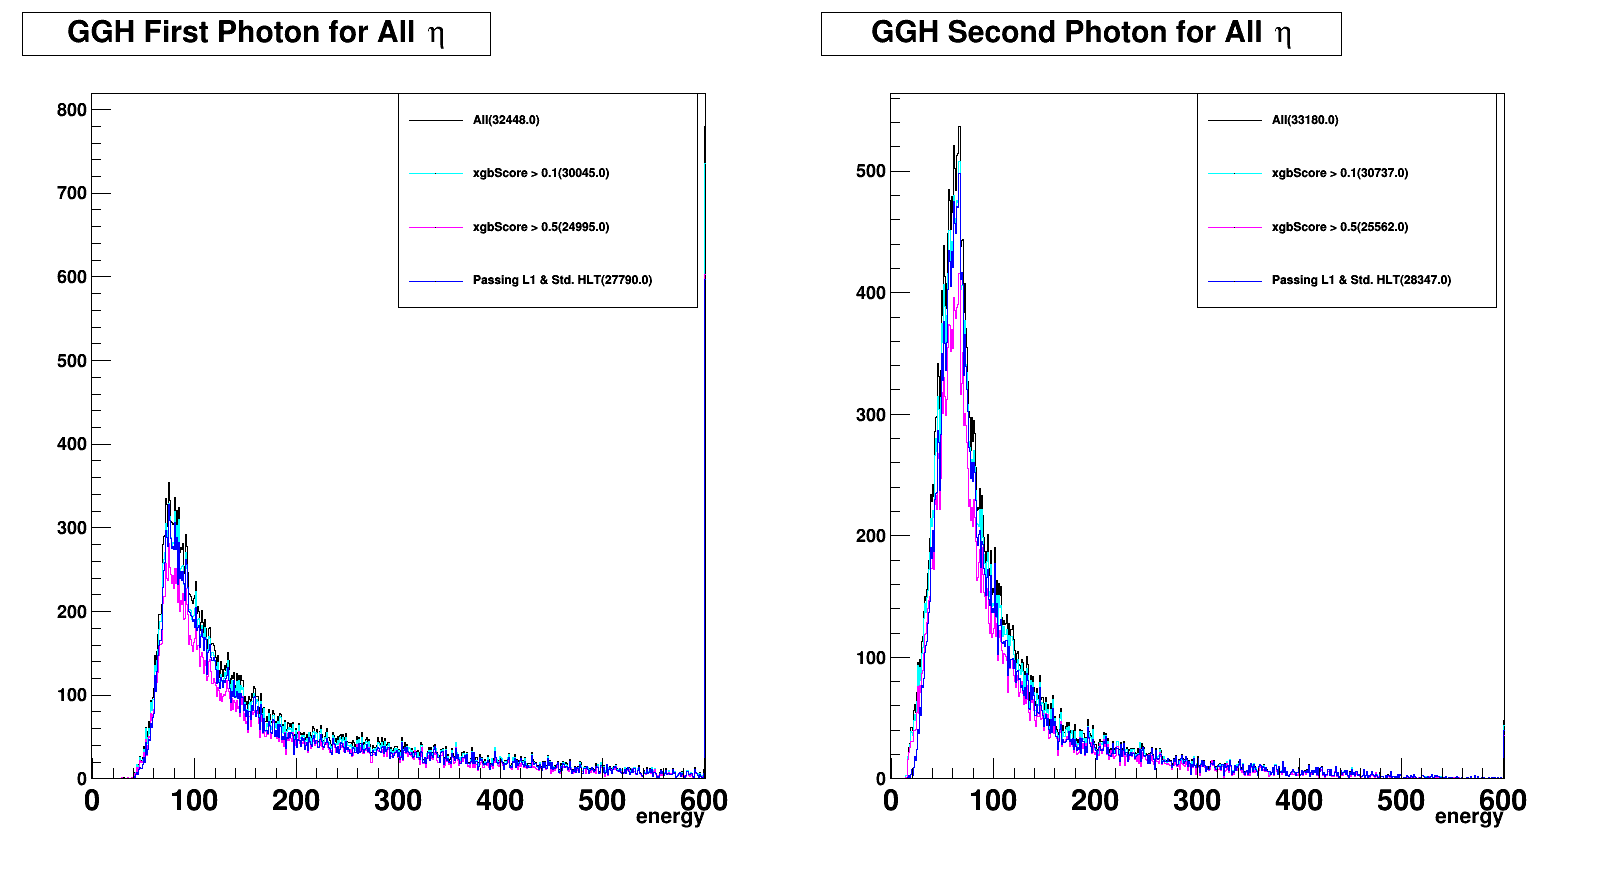 GGH First Photon for All η
All(32448.0)
xgbScore > 0.1(30045.0)
xgbScore > 0.5(24995.0)
Passing L1 & Std. HLT(27790.0)
800
700
600
500
400
300
200
100
0
0 100 200 300 400 500 600
energy
GGH Second Photon for All η
All(33180.0)
xgbScore > 0.1(30737.0)
xgbScore > 0.5(25562.0)
Passing L1 & Std. HLT(28347.0)
500
400
300
200
100
0
0 100 200 300 400 500 600
energy